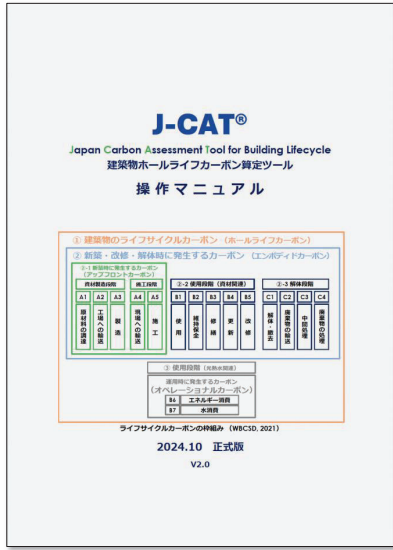 J-CAT®
Japan Carbon Assessment Tool for Building Lifecycle
建築物ホールライフカーボン算定ツール
操作マニュアル
① 建築物のライフサイクルカーボン（ホールライフカーボン）
② 新築・改修・解体時に発生するカーボン（エンボディドカーボン）
②-1 新築時に発生するカーボン
（アップフロントカーボン）
資材製造段階 施工段階
②-2 使用段階（資材関連）
②-3 解体段階
A1 A2 A3 A4 A5 B1 B2 B3 B4 B5 C1 C2 C3 C4
原材料の調達
工場への輸送
製造
現場への輸送
施工
使用
維持保全
修繕
更新
改修
解体・撤去
廃棄物の輸送
中間処理
廃棄物の処理
③ 使用段階（光熱水関連）
運用時に発生するカーボン
（オペレーショナルカーボン）
B6 エネルギー消費
B7 水消費
ライフサイクルカーボンの枠組み （WBCSD, 2021）
2024.10 正式版
V2.0